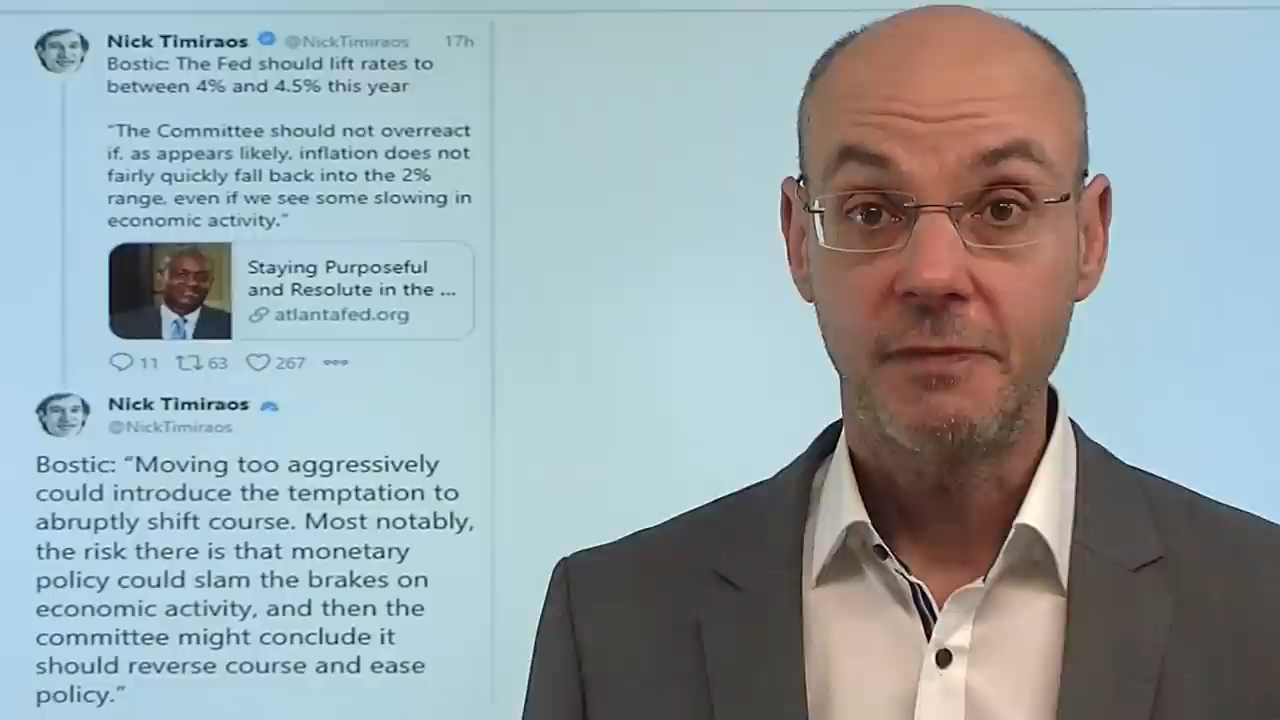 Nick Timiraos @NickTimiraos 17h
Bostic: The Fed should lift rates to
between 4% and 4.5% this year
"The Committee should not overreact
if, as appears likely, inflation does not
fairly quickly fall back into the 2%
range, even if we see some slowing in
economic activity."
Staying Purposeful
and Resolute in the ...
atlantafed.org
11 63 267
Nick Timiraos
@NickTimiraos
Bostic: “Moving too aggressively
could introduce the temptation to
abruptly shift course. Most notably,
the risk there is that monetary
policy could slam the brakes on
economic activity, and then the
committee might conclude it
should reverse course and ease
policy.”